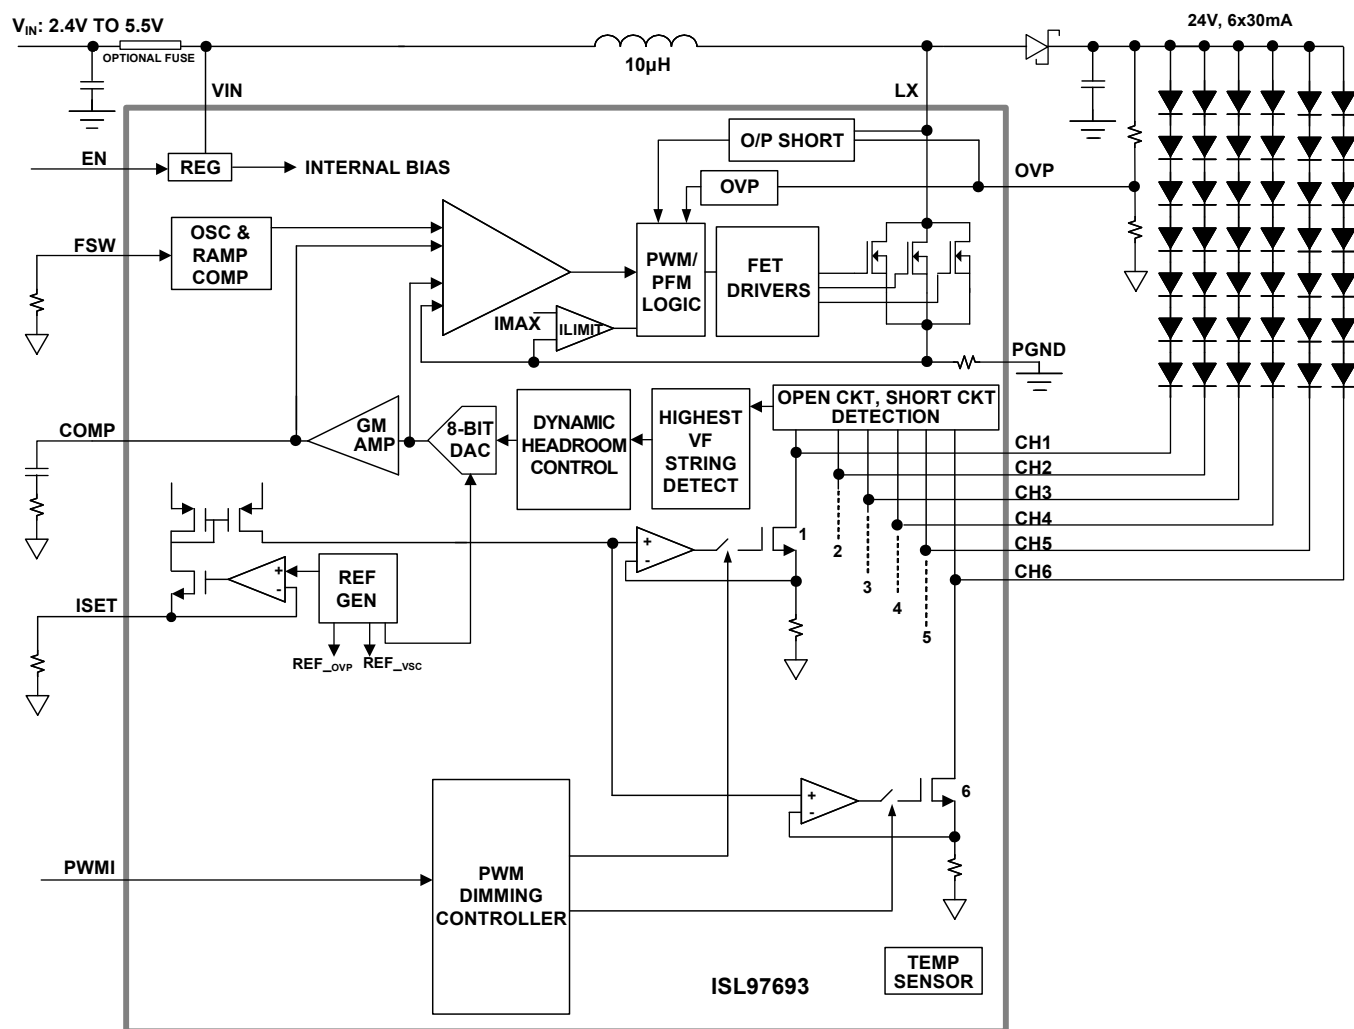 VIN: 2.4V TO 5.5V
24V, 6x30mA
OPTIONAL FUSE
10µH
VIN
LX
O/P SHORT
EN
REG
INTERNAL BIAS
OVP
OVP
FSW
OSC &
RAMP
COMP
PWM/
PFM
LOGIC
FET
DRIVERS
IMAX
ILIMIT
PGND
OPEN CKT, SHORT CKT
DETECTION
COMP
GM
AMP
8-BIT
DAC
DYNAMIC
HEADROOM
CONTROL
HIGHEST
VF
STRING
DETECT
CH1
CH2
CH3
CH4
CH5
CH6
+
-
1
2
3
4
5
+
-
REF
GEN
ISET
REF_OVP
REF_VSC
+
-
6
PWMI
PWM
DIMMING
CONTROLLER
TEMP
SENSOR
ISL97693